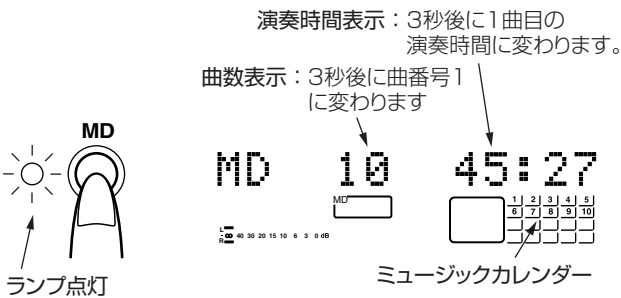 演奏時間表示：3秒後に1曲目の
演奏時間に変わります。
曲数表示：3秒後に曲番号1
に変わります
MD
MD 10 45:27
MD
1 2 3 4 5
6 7 8 9 10
L
R
-∞ 40 30 20 15 10 6 3 0 dB
ランプ点灯
ミュージックカレンダー